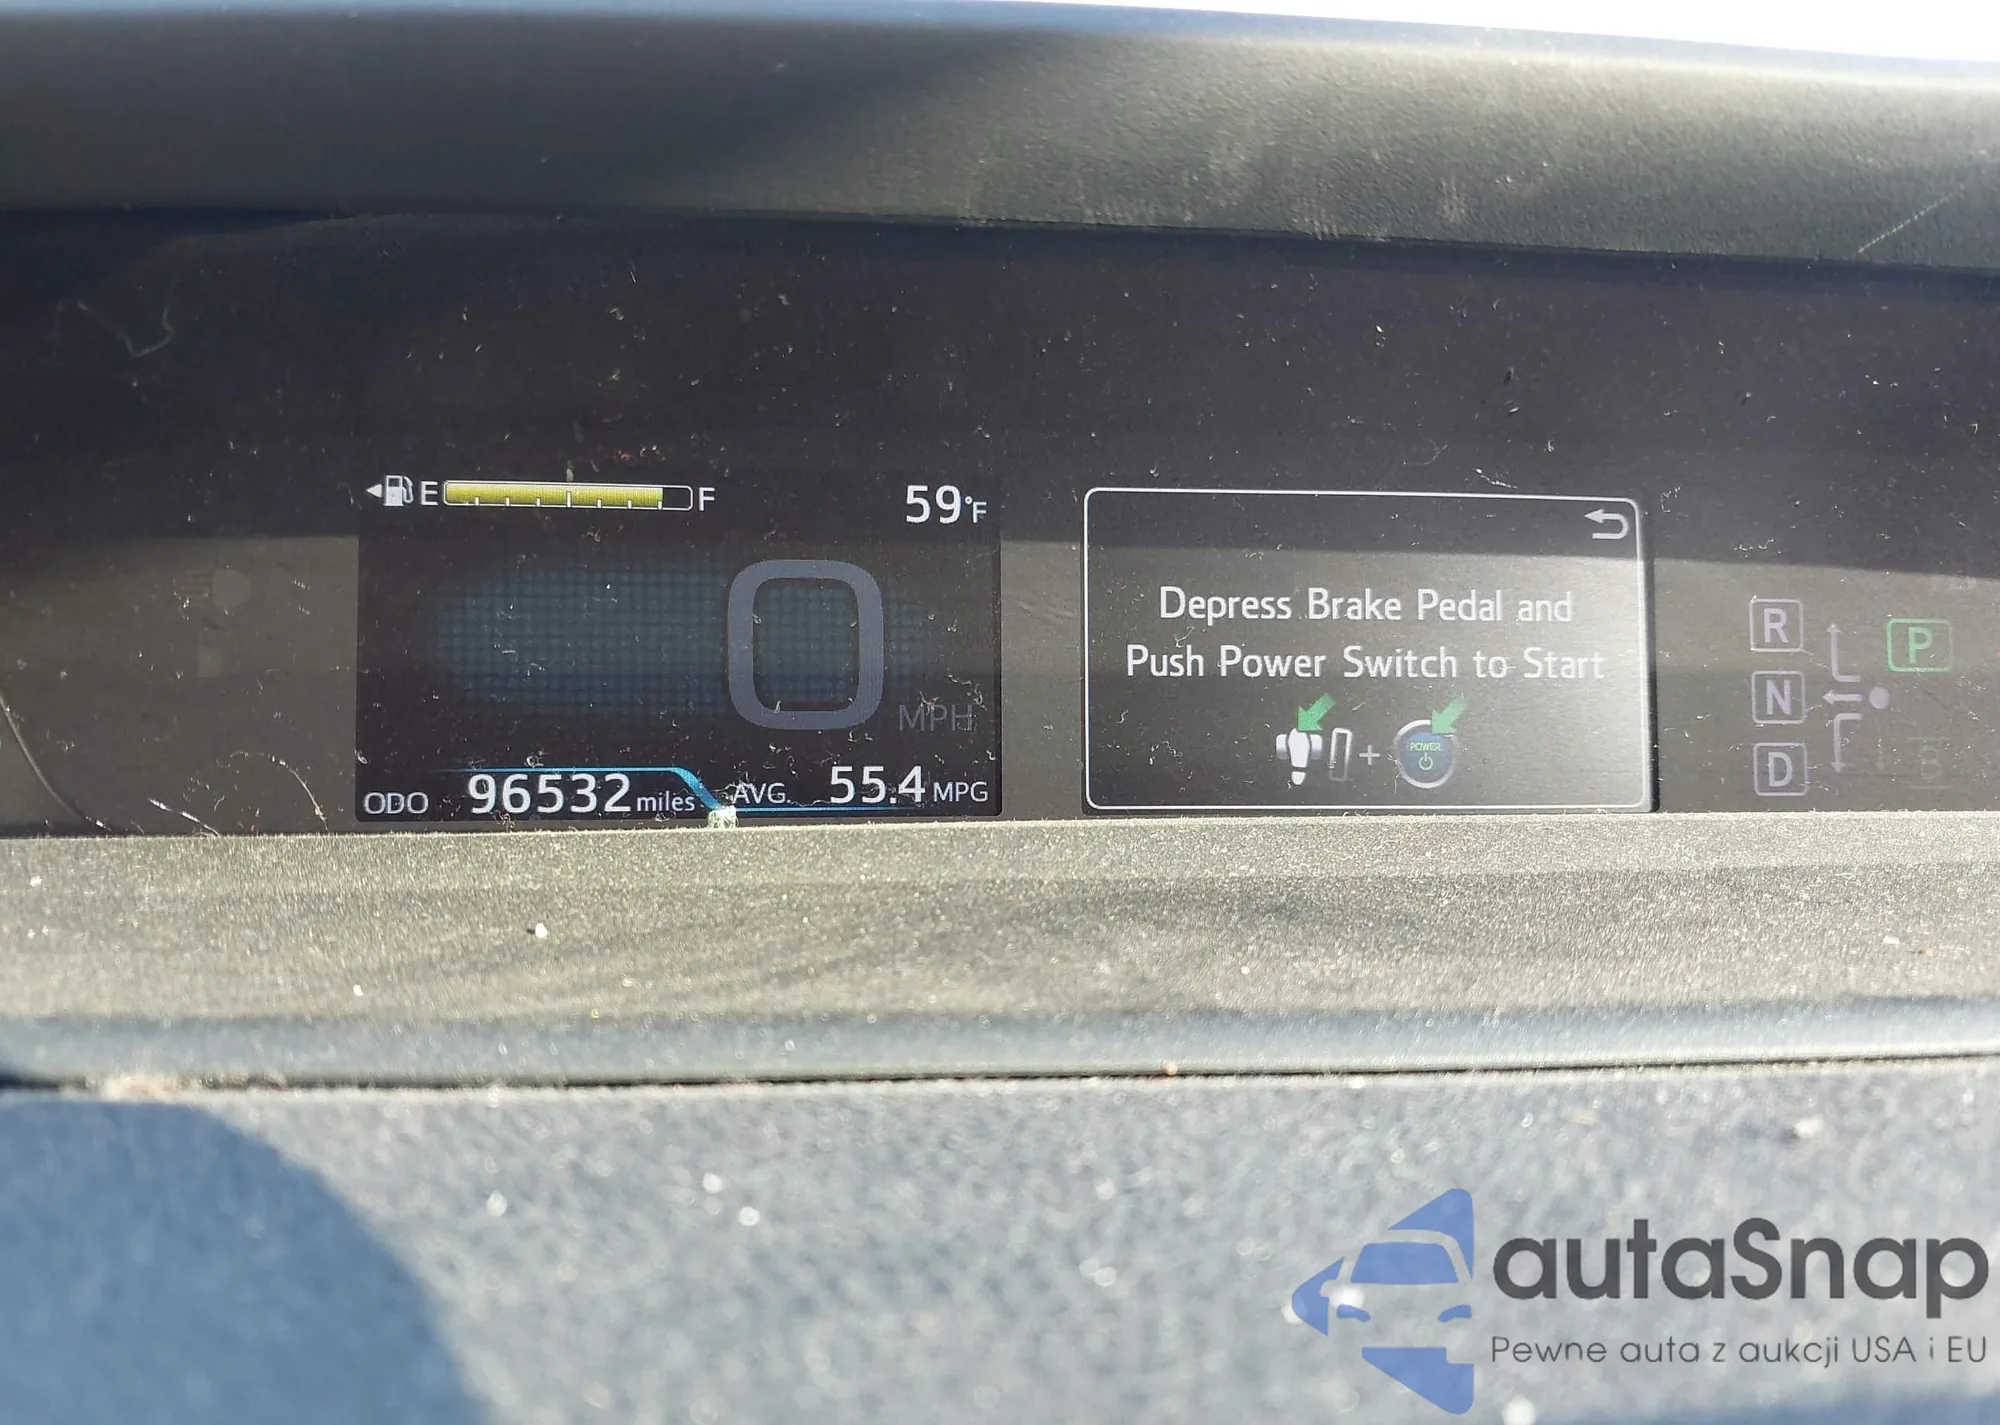 E F
59°F
0
MPH
ODO 96532 miles AVG. 55.4 MPG
Depress Brake Pedal and
Push Power Switch to Start
+ POWER
R
P
N
D
B
autaSnap
Pewne auta z aukcji USA i EU